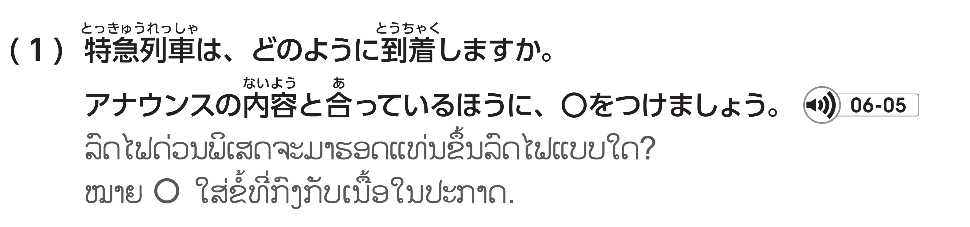 とっきゅうれっしゃ とうちゃく
( 1 ) 特急列車は、どのように到着しますか。
ないよう あ
アナウンスの内容と合っているほうに、〇をつけましょう。 06-05
ລົດໄຟດ່ວນພິເສດຈະມາຮອດແທ່ນຂຶ້ນລົດໄຟແບບໃດ?
ໝາຍ 〇 ໃສ່ຂໍ້ທີ່ກົງກັບເນື້ອໃນປະກາດ.